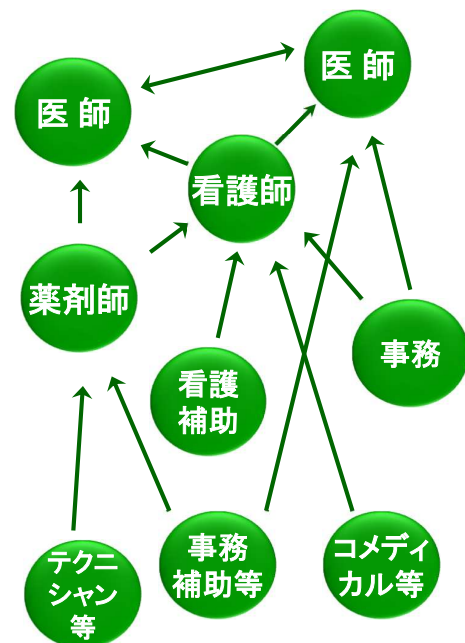 医 師
医 師
看護師
薬剤師
事務
看護
補助
テクニ
シャン
等
事務
補助等
コメディ
カル等